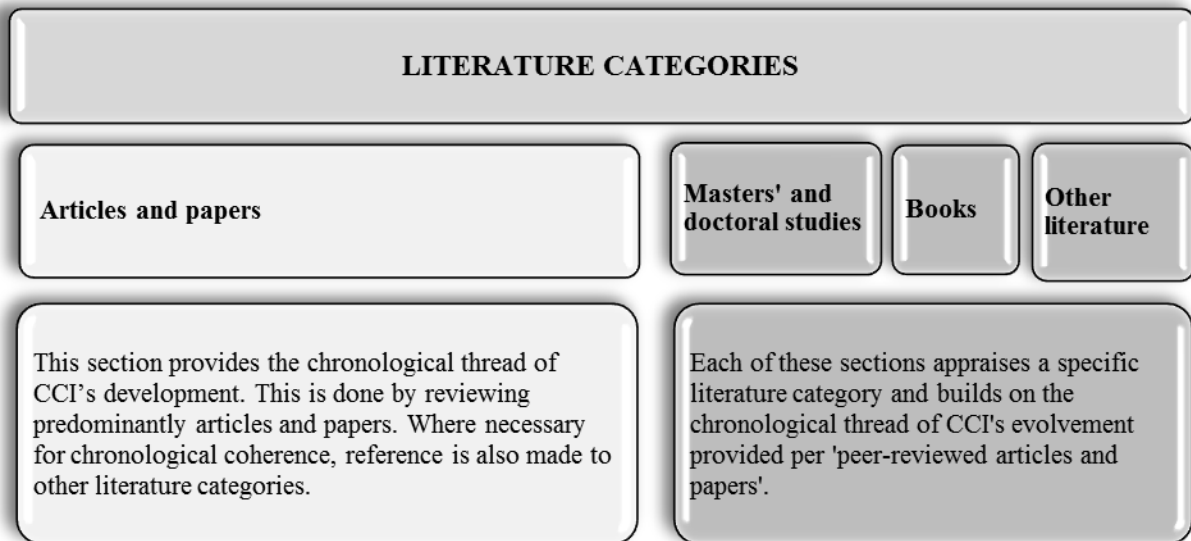 LITERATURE CATEGORIES
Articles and papers
Masters' and
doctoral studies
Books
Other
literature
This section provides the chronological thread of
CCI’s development. This is done by reviewing
predominantly articles and papers. Where necessary
for chronological coherence, reference is also made to
other literature categories.
Each of these sections appraises a specific
literature category and builds on the
chronological thread of CCI's evolvement
provided per 'peer-reviewed articles and
papers'.